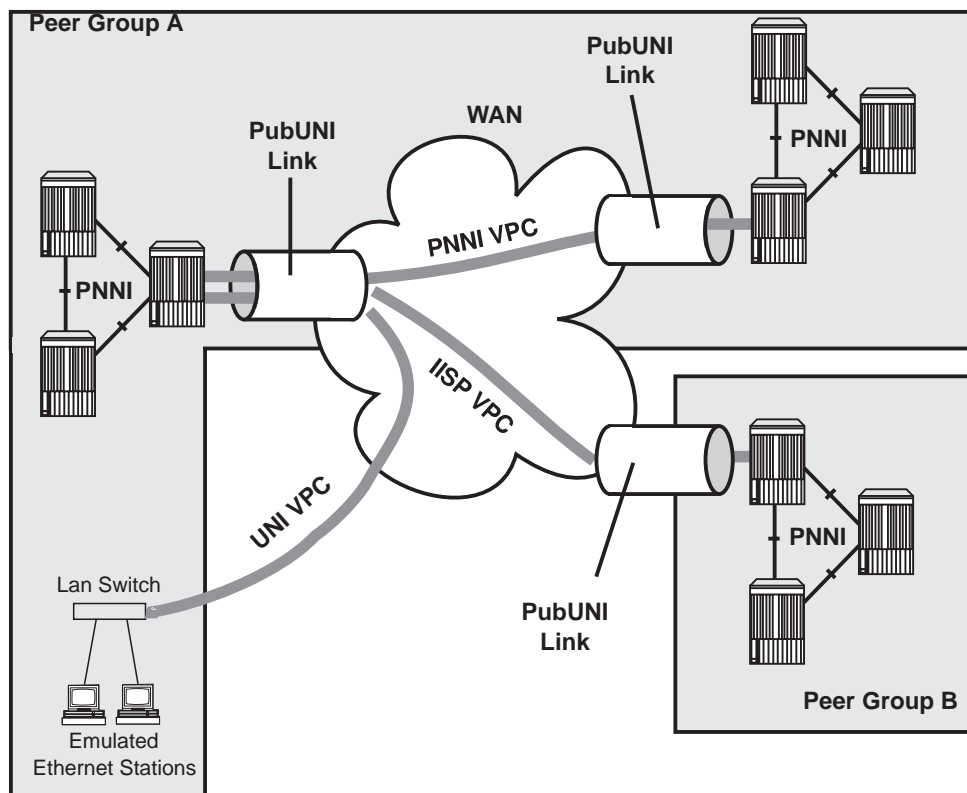 Peer Group A
PubUNI
Link
WAN
PubUNI
Link
PNNI
PNNI VPC
PNNI
IISP VPC
UNI VPC
PNNI
Lan Switch
PubUNI
Link
Peer Group B
Emulated
Ethernet Stations